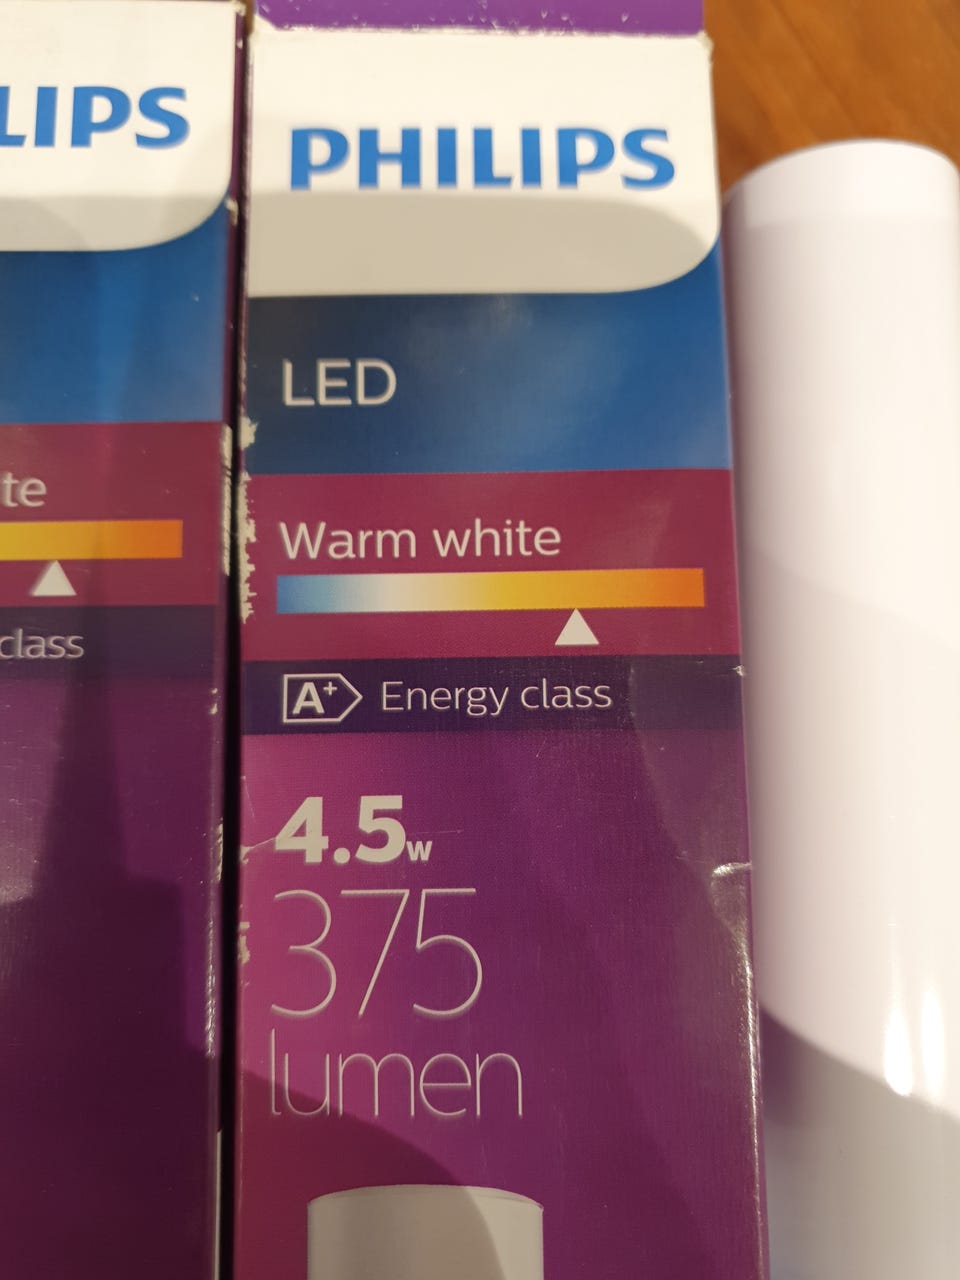 LIPS
te
class
PHILIPS
LED
Warm white
A+ Energy class
4.5w
375
lumen